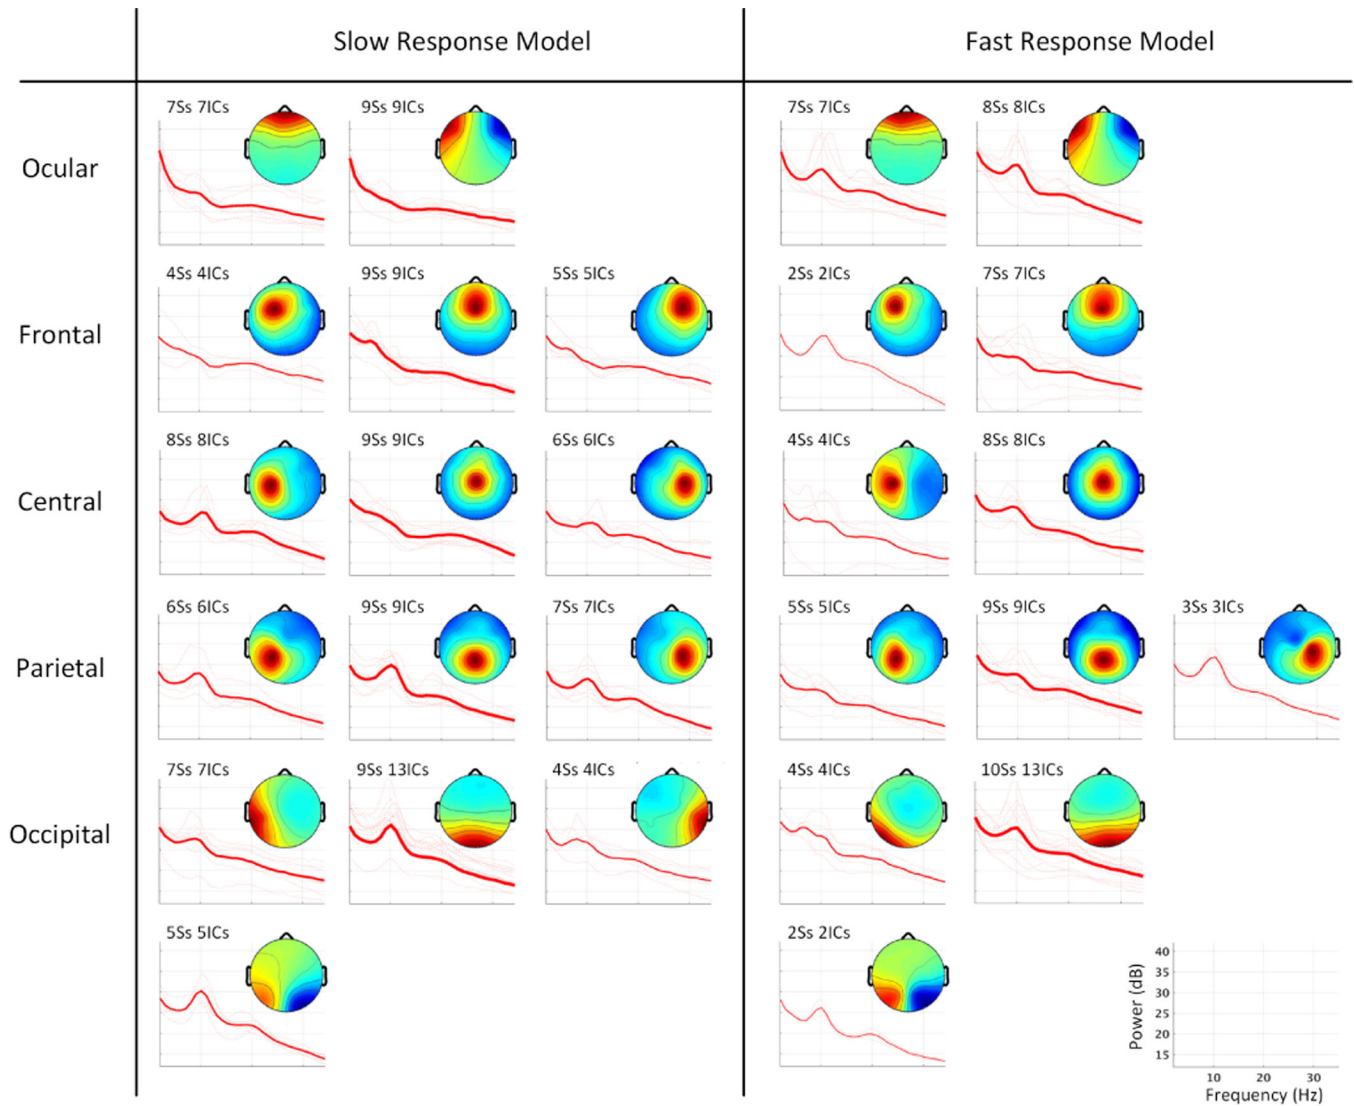 Slow Response Model Fast Response Model
Ocular
7Ss 7ICs 9Ss 9ICs 7Ss 7ICs 8Ss 8ICs
Frontal
4Ss 4ICs 9Ss 9ICs 5Ss 5ICs 2Ss 2ICs 7Ss 7ICs
Central
8Ss 8ICs 9Ss 9ICs 6Ss 6ICs 4Ss 4ICs 8Ss 8ICs
Parietal
6Ss 6ICs 9Ss 9ICs 7Ss 7ICs 5Ss 5ICs 9Ss 9ICs 3Ss 3ICs
Occipital
7Ss 7ICs 9Ss 13ICs 4Ss 4ICs 4Ss 4ICs 10Ss 13ICs
5Ss 5ICs 2Ss 2ICs
Power (dB)
40
35
30
25
20
15
10 20 30
Frequency (Hz)